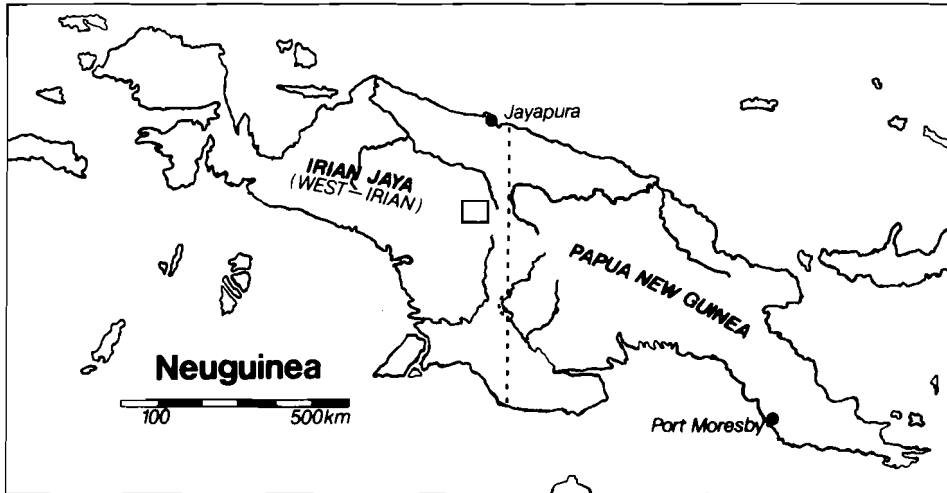 Jayapura
IRIAN JAYA
(WEST–IRIAN)
PAPUA NEW GUINEA
Neuguinea
100 500km
Port Moresby